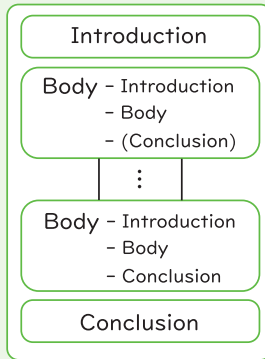 Introduction
Body – Introduction
– Body
– (Conclusion)
⋮
Body – Introduction
– Body
– Conclusion
Conclusion